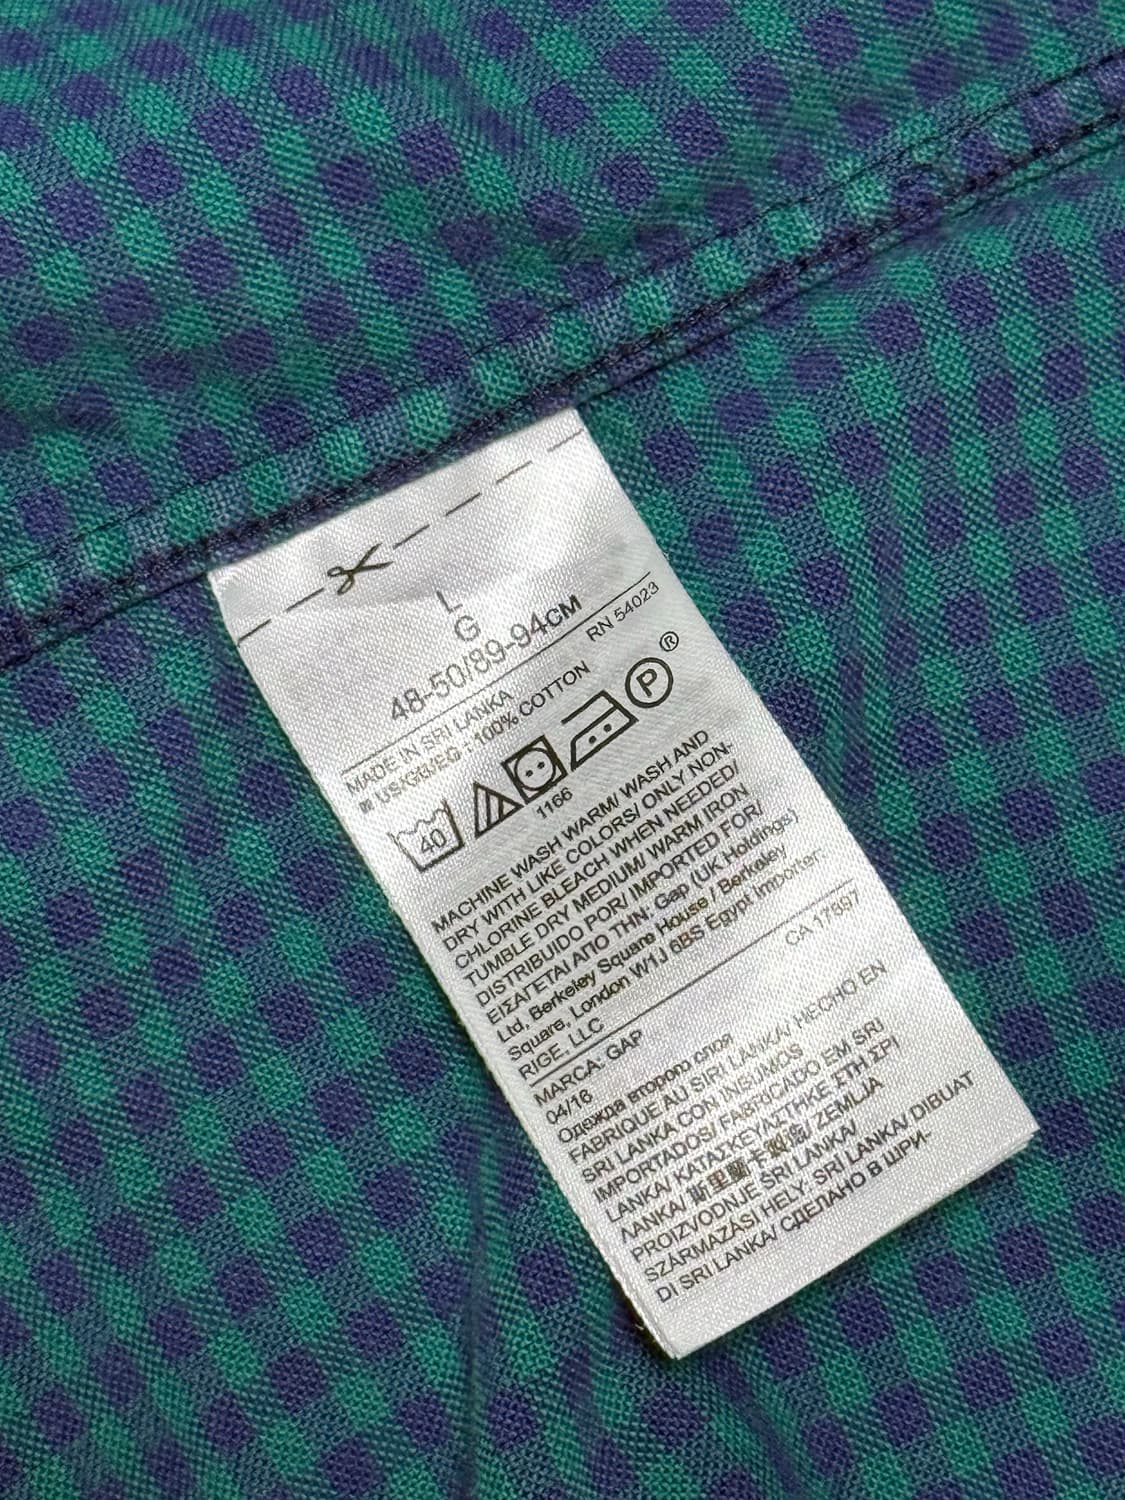 L
G
48-50/89-94CM
RN 54023
MADE IN SRI LANKA
US/GB/EG : 100% COTTON
40
1166
P ®
MACHINE WASH WARM/ WASH AND
DRY WITH LIKE COLORS/ ONLY NON-
CHLORINE BLEACH WHEN NEEDED/
TUMBLE DRY MEDIUM/ WARM IRON
DISTRIBUIDO POR/ IMPORTED FOR/
ΕΙΣΑΓΕΤΑΙ ΑΠΟ ΤΗΝ: Gap (UK Holdings)
Ltd, Berkeley Square House / Berkeley
Square, London W1J 6BS Egypt Importer:
RIGE, LLC
CA 17897
MARCA: GAP
04/16
Одежда второго слоя
FABRIQUE AU SRI LANKA/ HECHO EN
SRI LANKA CON INSUMOS
IMPORTADOS/ FABRICADO EM SRI
LANKA/ ΚΑΤΑΣΚΕΥΑΣΤΗΚΕ ΣΤΗ ΣΡΙ
ΛΑΝΚΑ/ 斯里蘭卡製造/ ZEMLJA
PROIZVODNJE SRI LANKA/
SZÁRMAZÁSI HELY: SRI LANKA/ DIBUAT
DI SRI LANKA/ СДЕЛАНО В ШРИ-